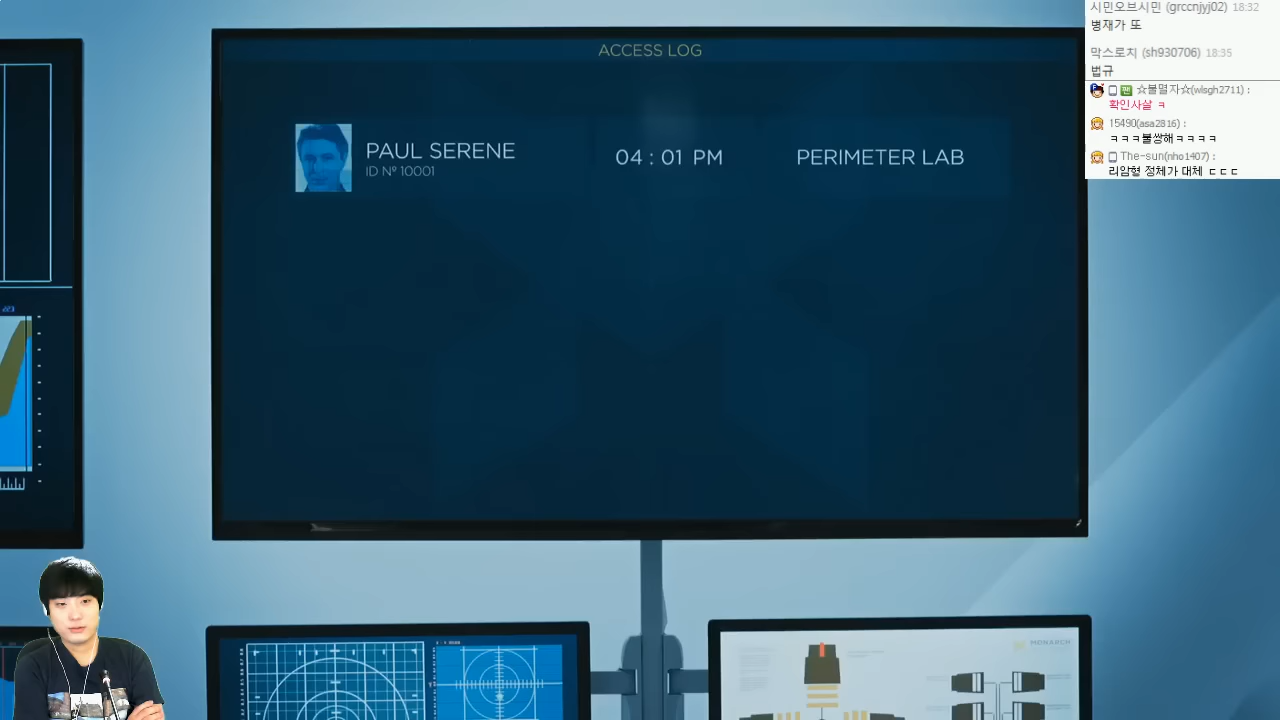 ACCESS LOG
PAUL SERENE
ID Nº 10001
04 : 01 PM
PERIMETER LAB
MONARCH
시민오브시민 (grccnjyj02) 18:32
병재가 또
막스로치 (sh930706) 18:35
법규
팬 ☆불멸자☆(wlsgh2711) :
확인사살 ㅋ
15490(asa2816) :
ㅋㅋㅋ불쌍해ㅋㅋㅋㅋ
The-sun(nho1407) :
리암형 정체가 대체 ㄷㄷㄷ